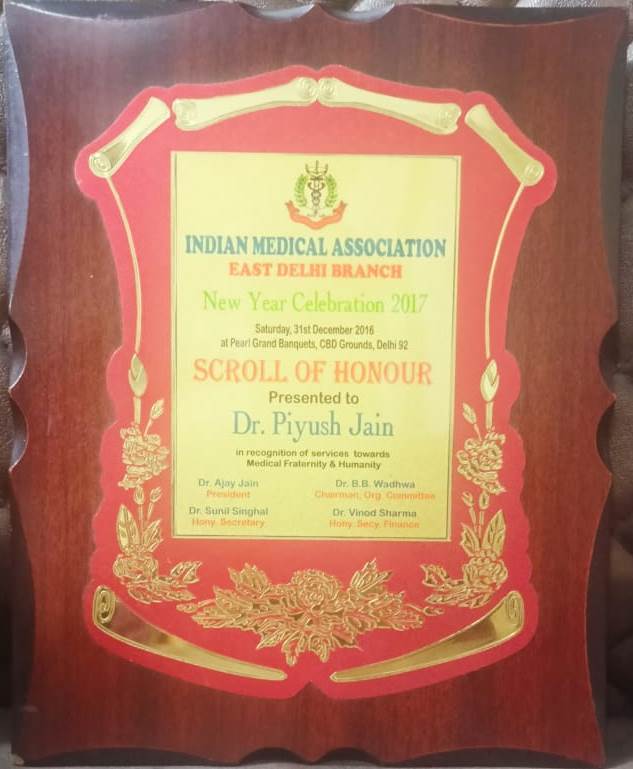 INDIAN MEDICAL ASSOCIATION
EAST DELHI BRANCH
New Year Celebration 2017
Saturday, 31st December 2016
at Pearl Grand Banquets, CBD Grounds, Delhi 92
SCROLL OF HONOUR
Presented to
Dr. Piyush Jain
in recognition of services towards
Medical Fraternity & Humanity
Dr. Ajay Jain Dr. B.B. Wadhwa
President Chairman, Org. Committee
Dr. Sunil Singhal Dr. Vinod Sharma
Hony. Secretary Hony. Secy. Finance